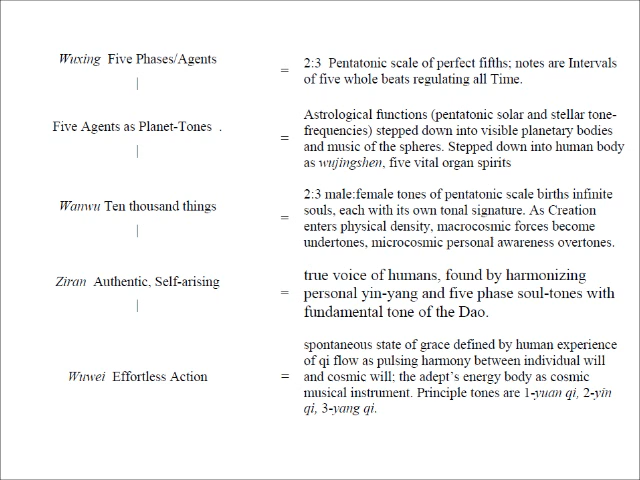 Wuxing Five Phases/Agents
|
=
2:3 Pentatonic scale of perfect fifths; notes are Intervals
of five whole beats regulating all Time.
Five Agents as Planet-Tones .
|
=
Astrological functions (pentatonic solar and stellar tone-
frequencies) stepped down into visible planetary bodies
and music of the spheres. Stepped down into human body
as wujingshen, five vital organ spirits
Wanwu Ten thousand things
|
=
2:3 male:female tones of pentatonic scale births infinite
souls, each with its own tonal signature. As Creation
enters physical density, macrocosmic forces become
undertones, microcosmic personal awareness overtones.
Ziran Authentic, Self-arising
|
=
true voice of humans, found by harmonizing
personal yin-yang and five phase soul-tones with
fundamental tone of the Dao.
Wuwei Effortless Action
=
spontaneous state of grace defined by human experience
of qi flow as pulsing harmony between individual will
and cosmic will; the adept's energy body as cosmic
musical instrument. Principle tones are 1-yuan qi, 2-yin
qi, 3-yang qi.